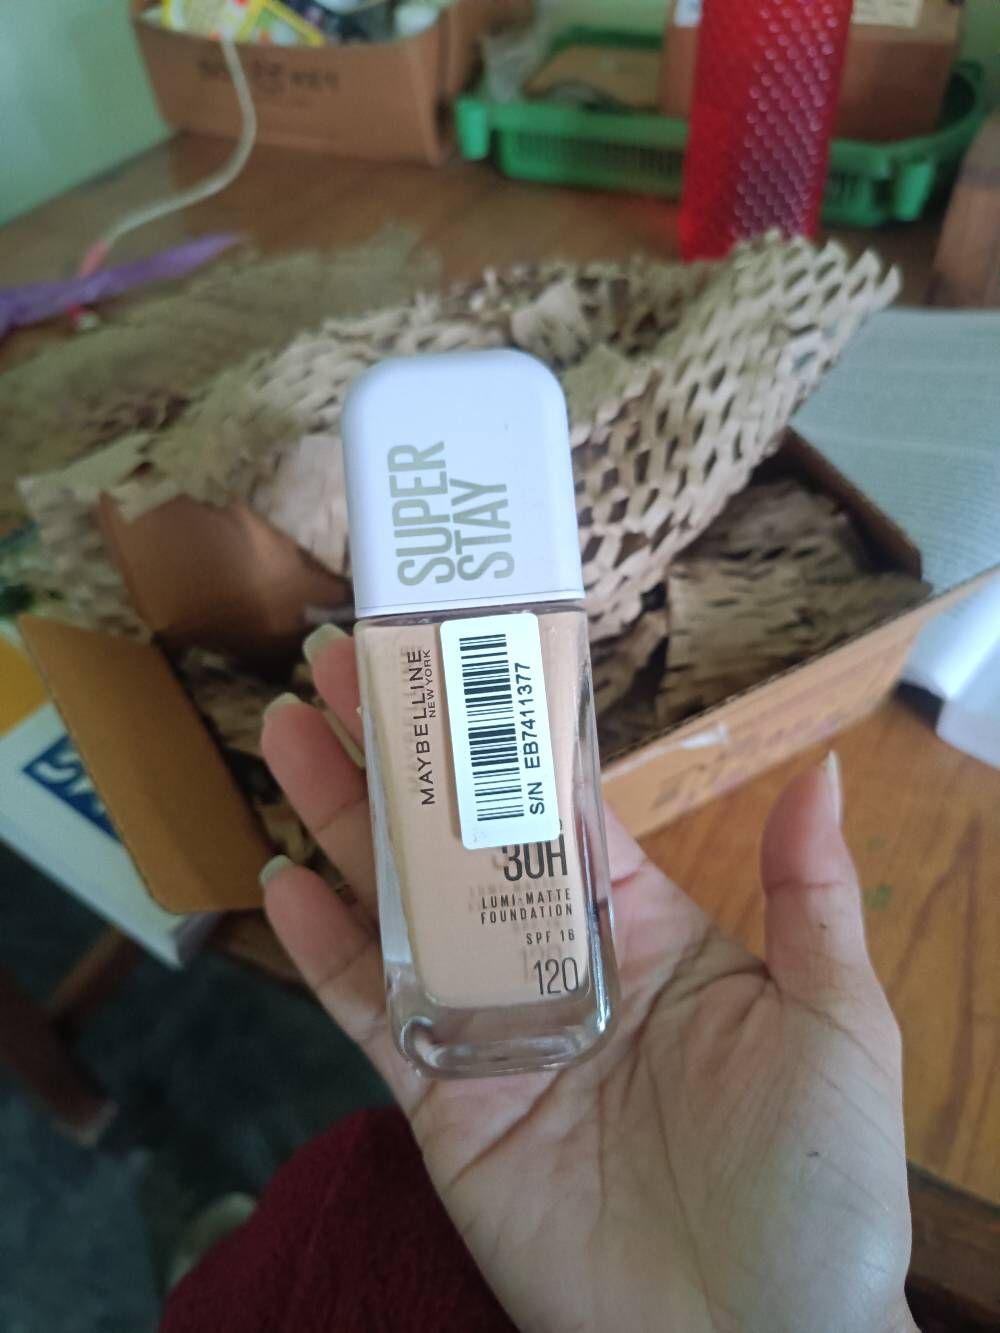 SUPER
STAY
MAYBELLINE
NEW YORK
S/N EB7411377
30H
LUMI-MATTE
FOUNDATION
SPF 16
120